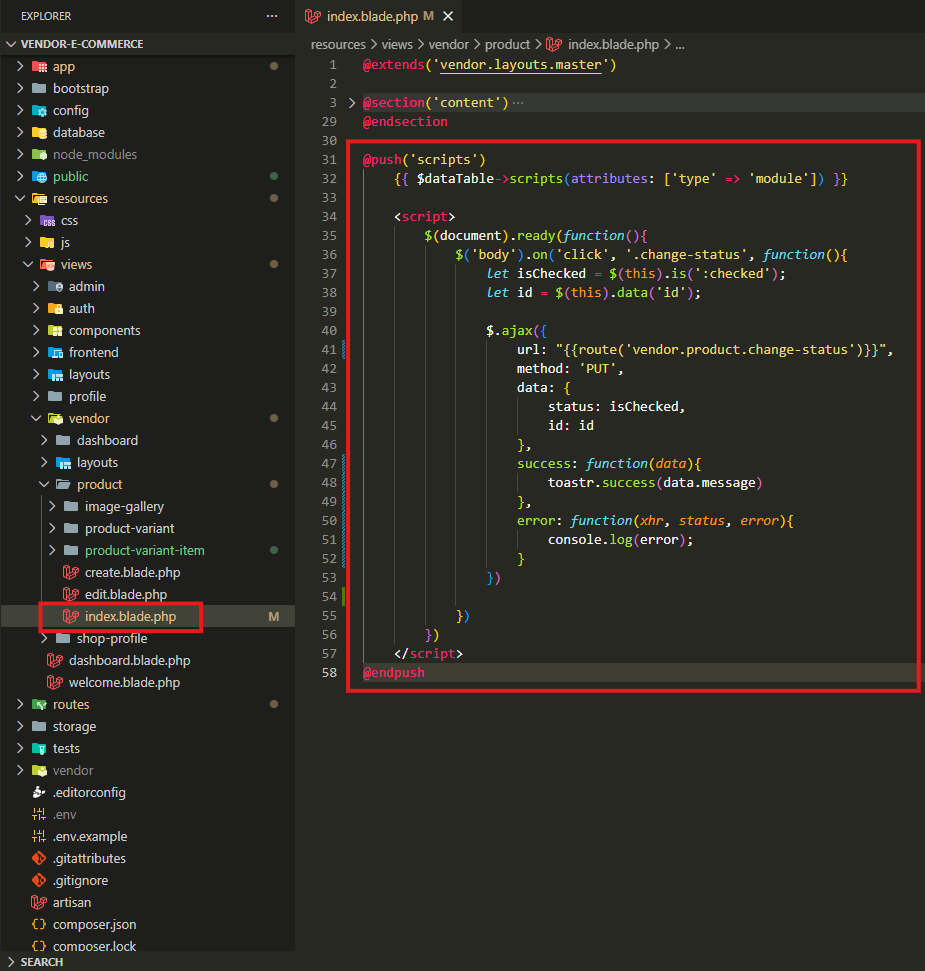 EXPLORER
...
VENDOR-E-COMMERCE
app
bootstrap
config
database
node_modules
public
resources
css
js
views
admin
auth
components
frontend
layouts
profile
vendor
dashboard
layouts
product
image-gallery
product-variant
product-variant-item
create.blade.php
edit.blade.php
index.blade.php M
shop-profile
dashboard.blade.php
welcome.blade.php
routes
storage
tests
vendor
.editorconfig
.env
.env.example
.gitattributes
.gitignore
artisan
composer.json
composer.lock
SEARCH
index.blade.php M
resources > views > vendor > product > index.blade.php > ...
1 @extends('vendor.layouts.master')
2
3 @section('content') ...
29 @endsection
30
31 @push('scripts')
32 {{ $dataTable->scripts(attributes: ['type' => 'module']) }}
33
34 <script>
35 $(document).ready(function(){
36 $('body').on('click', '.change-status', function(){
37 let isChecked = $(this).is(':checked');
38 let id = $(this).data('id');
39
40 $.ajax({
41 url: "{{route('vendor.product.change-status')}}",
42 method: 'PUT',
43 data: {
44 status: isChecked,
45 id: id
46 },
47 success: function(data){
48 toastr.success(data.message)
49 },
50 error: function(xhr, status, error){
51 console.log(error);
52 }
53 })
54
55 })
56 })
57 </script>
58 @endpush